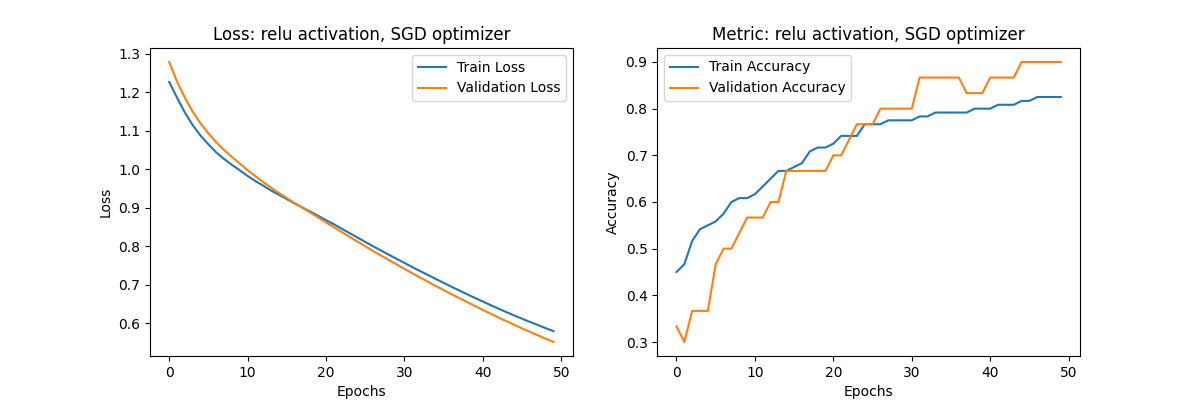 Loss: relu activation, SGD optimizer
1.3
1.2
1.1
1.0
0.9
0.8
0.7
0.6
Loss
Train Loss
Validation Loss
0 10 20 30 40 50
Epochs
Metric: relu activation, SGD optimizer
0.9
0.8
0.7
0.6
0.5
0.4
0.3
Accuracy
Train Accuracy
Validation Accuracy
0 10 20 30 40 50
Epochs